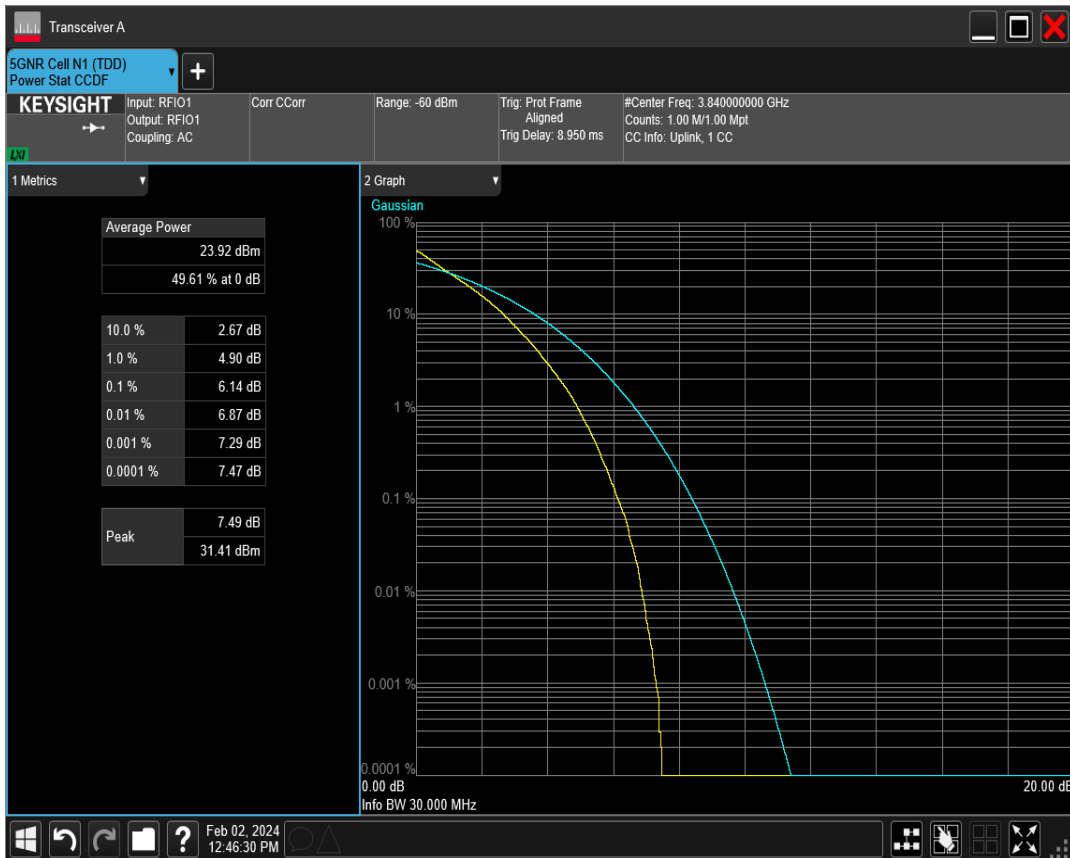 Transceiver A
5GNR Cell N1 (TDD)
Power Stat CCDF
KEYSIGHT
LXI
Input: RFIO1
Output: RFIO1
Coupling: AC
Corr CCorr
Range: -60 dBm
Trig: Prot Frame
Aligned
Trig Delay: 8.950 ms
#Center Freq: 3.840000000 GHz
Counts: 1.00 M/1.00 Mpt
CC Info: Uplink, 1 CC
1 Metrics
Average Power
23.92 dBm
49.61 % at 0 dB
10.0 % 2.67 dB
1.0 % 4.90 dB
0.1 % 6.14 dB
0.01 % 6.87 dB
0.001 % 7.29 dB
0.0001 % 7.47 dB
Peak
7.49 dB
31.41 dBm
2 Graph
Gaussian
100 %
10 %
1 %
0.1 %
0.01 %
0.001 %
0.0001 %
0.00 dB
20.00 dB
Info BW 30.000 MHz
?
Feb 02, 2024
12:46:30 PM